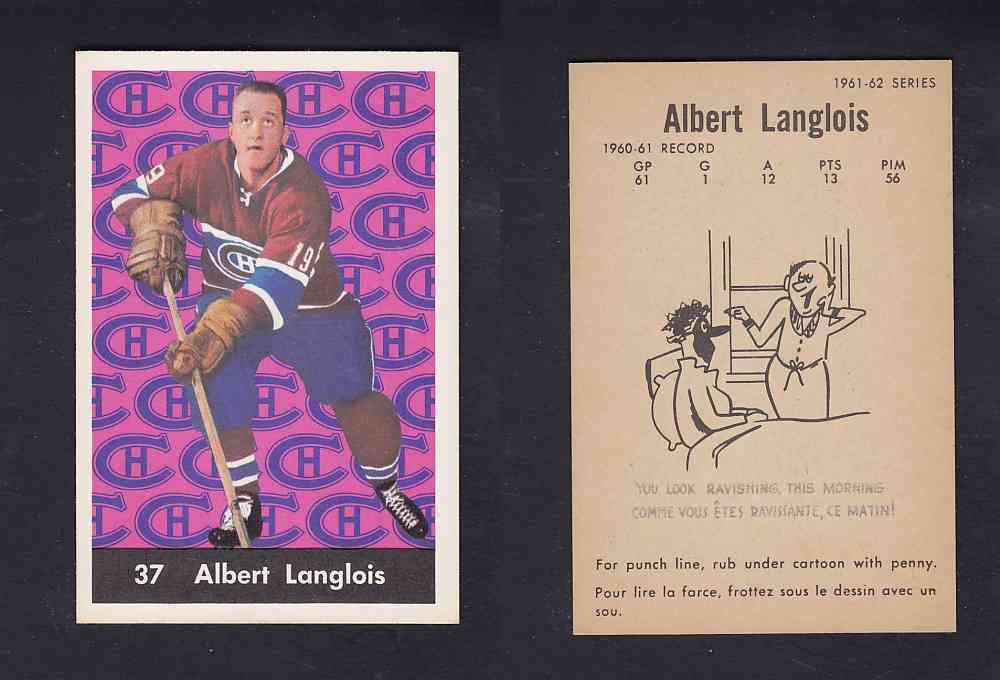 19
19
37 Albert Langlois
1961-62 SERIES
Albert Langlois
1960-61 RECORD
GP G A PTS PIM
61 1 12 13 56
YOU LOOK RAVISHING, THIS MORNING
COMME VOUS ÊTES RAVISSANTE, CE MATIN!
For punch line, rub under cartoon with penny.
Pour lire la farce, frottez sous le dessin avec un
sou.